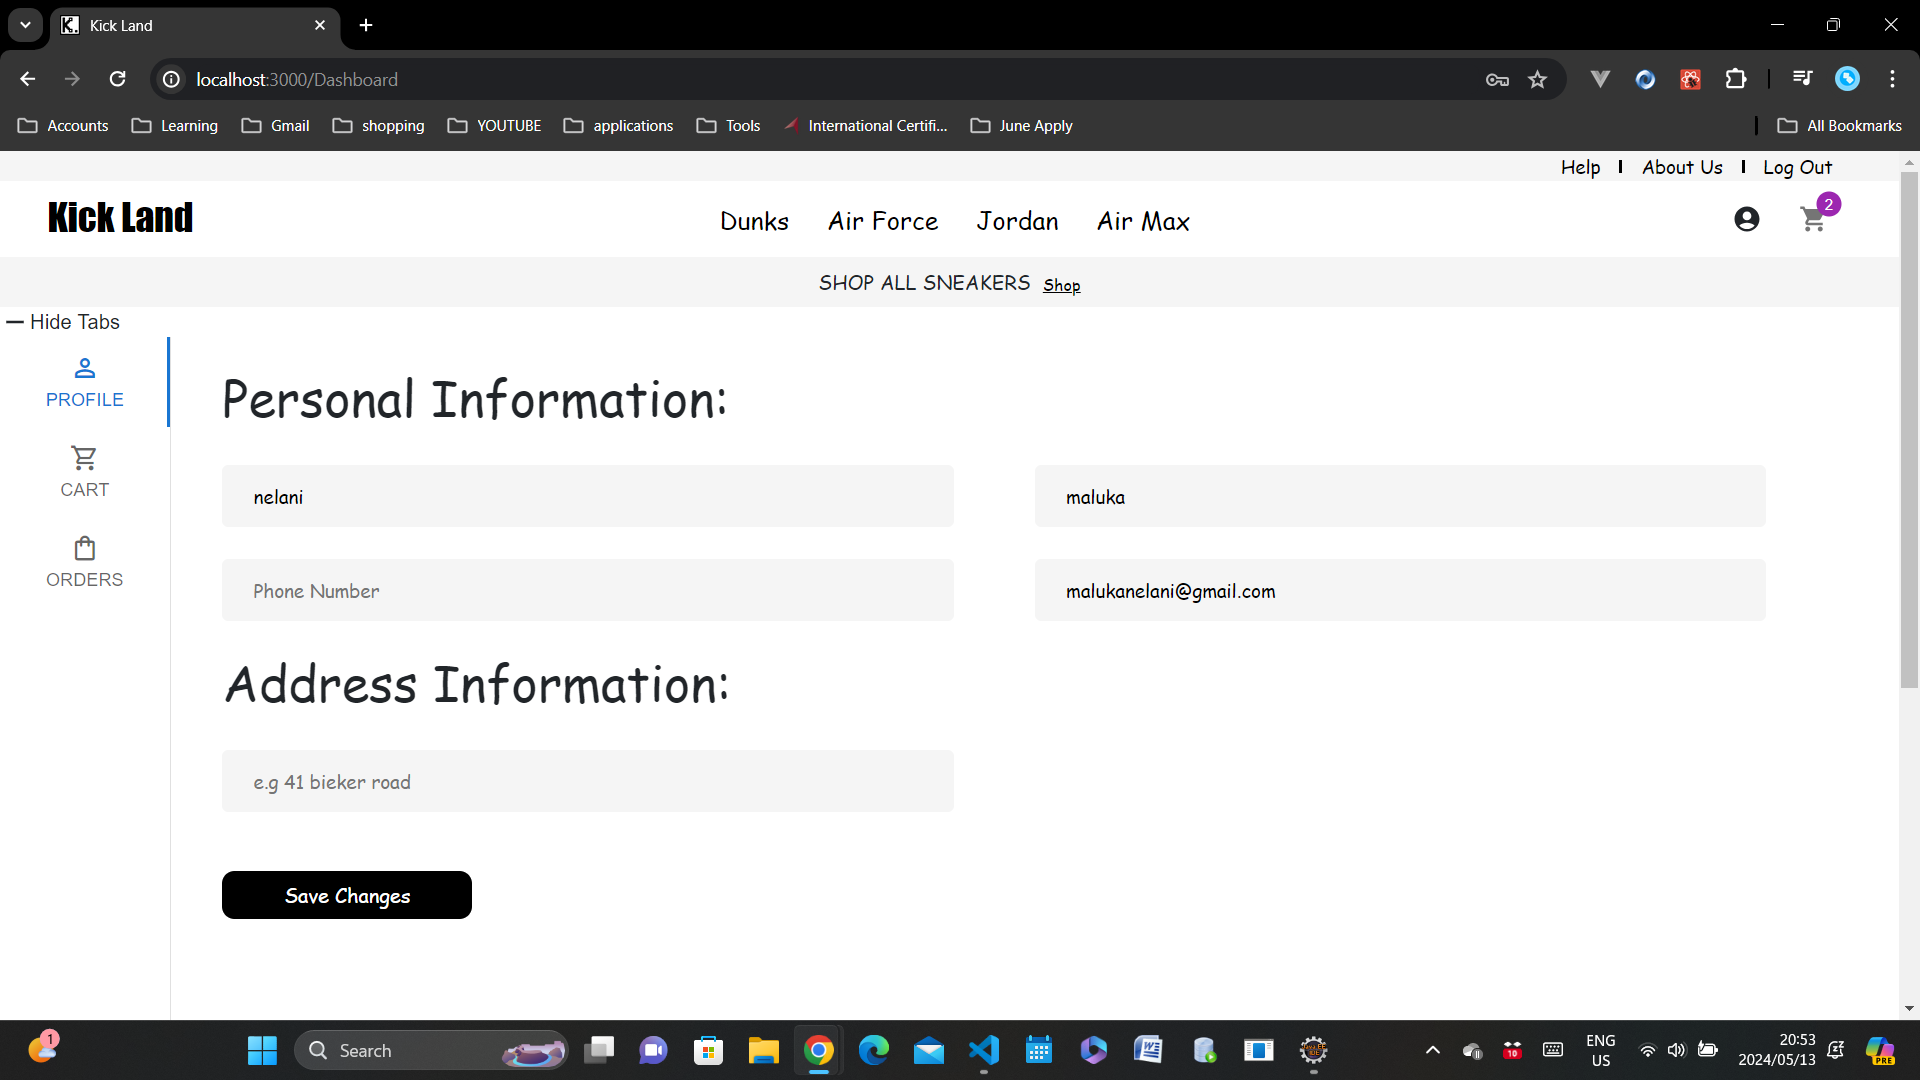 Kick Land
localhost:3000/Dashboard
Accounts Learning Gmail shopping YOUTUBE applications Tools International Certifi... June Apply All Bookmarks
Help About Us Log Out
Kick Land Dunks Air Force Jordan Air Max 2
SHOP ALL SNEAKERS Shop
Hide Tabs
PROFILE
CART
ORDERS
Personal Information:
nelani maluka
Phone Number malukanelani@gmail.com
Address Information:
e.g 41 bieker road
Save Changes
1 Search 10 ENG 20:53
US 2024/05/13 PRE